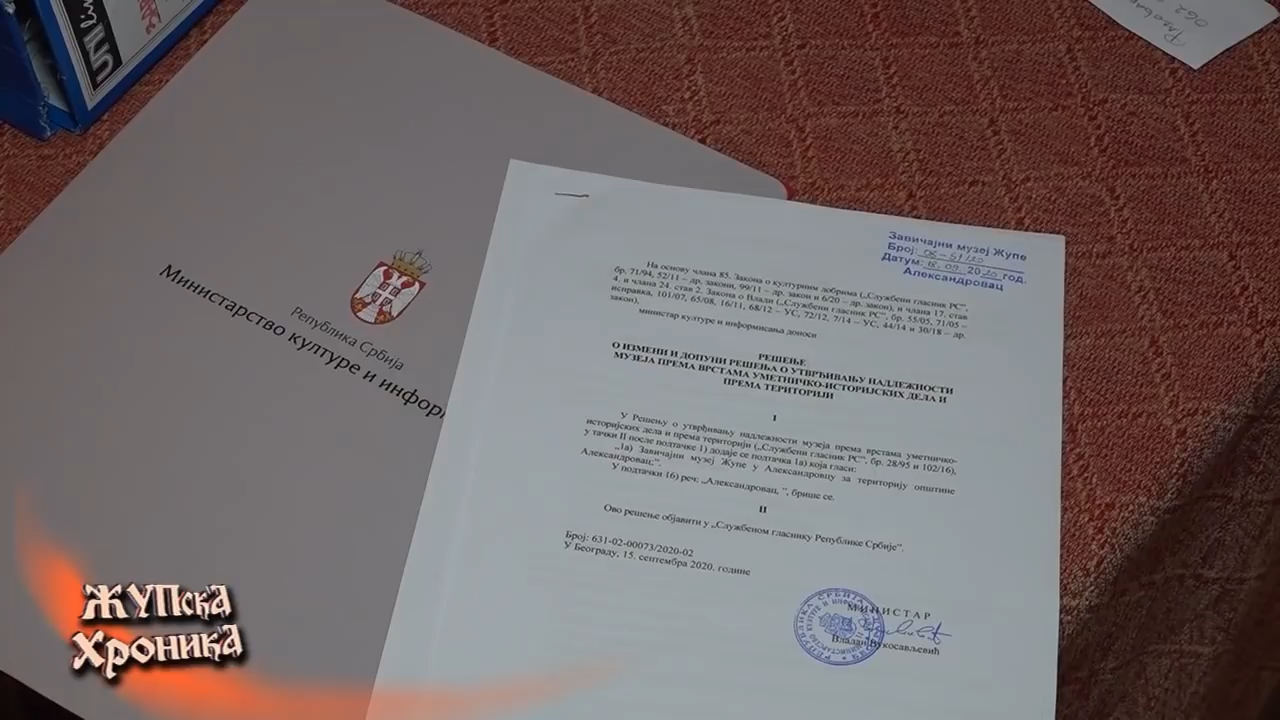 Република Србија
Министарство културе и инфор
Завичајни музеј Жупе
Број: 06-51/20
Датум: 18. 09. 2020 год.
Александровац
На основу члана 85. Закона о културним добрима („Службени гласник РС",
бр, 71/94, 52/11 – др, закони, 99/11 – др. закон и 6/20 – др. закон), и члана 17. став
4. и члана 24. став 2. Закона о Влади („Службени гласник РС", бр. 55/05, 71/05 –
исправка, 101/07, 65/08, 16/11, 68/12 – УС, 72/12, 7/14 – УС, 44/14 и 30/18 – др.
закон),
министар културе и информисања доноси
РЕШЕЊЕ
О ИЗМЕНИ И ДОПУНИ РЕШЕЊА О УТВРЂИВАЊУ НАДЛЕЖНОСТИ
МУЗЕЈА ПРЕМА ВРСТАМА УМЕТНИЧКО-ИСТОРИЈСКИХ ДЕЛА И
ПРЕМА ТЕРИТОРИЈИ
I
У Решењу о утврђивању надлежности музеја према врстама уметничко-
историјских дела и према територији („Службени гласник РС", бр. 28/95 и 102/16),
у тачки II после подтачке 1) додаје се подтачка 1а) која гласи:
„1а) Завичајни музеј Жупе у Александровцу за територију општине
Александровац;".
У подтачки 16) реч: „Александровац, ", брише се.
II
Ово решење објавити у „Службеном гласнику Републике Србије".
Број: 631-02-00073/2020-02
У Београду, 15. септембра 2020. године
МИНИСТАР
Владан Вукосављевић
ЖУПСКА
ХРОНИКА